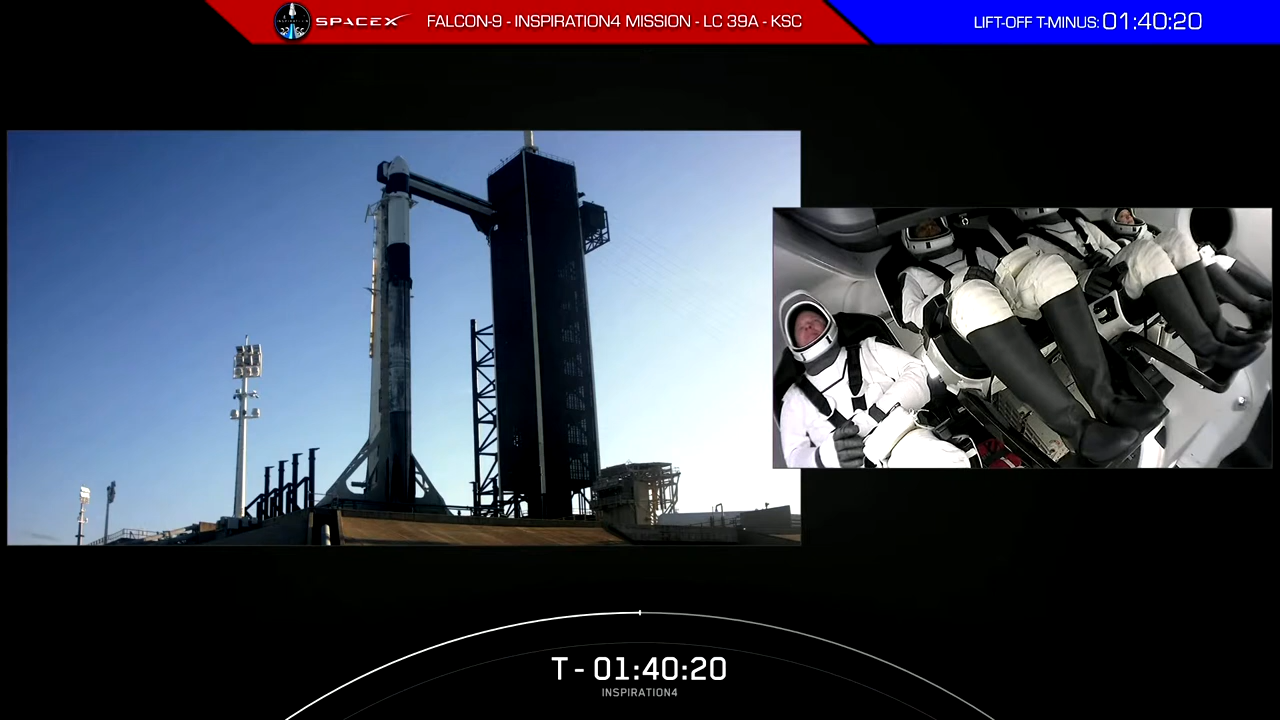 SPACEX FALCON-9 - INSPIRATION4 MISSION - LC 39A - KSC
LIFT-OFF T-MINUS: 01:40:20
T - 01:40:20
INSPIRATION4